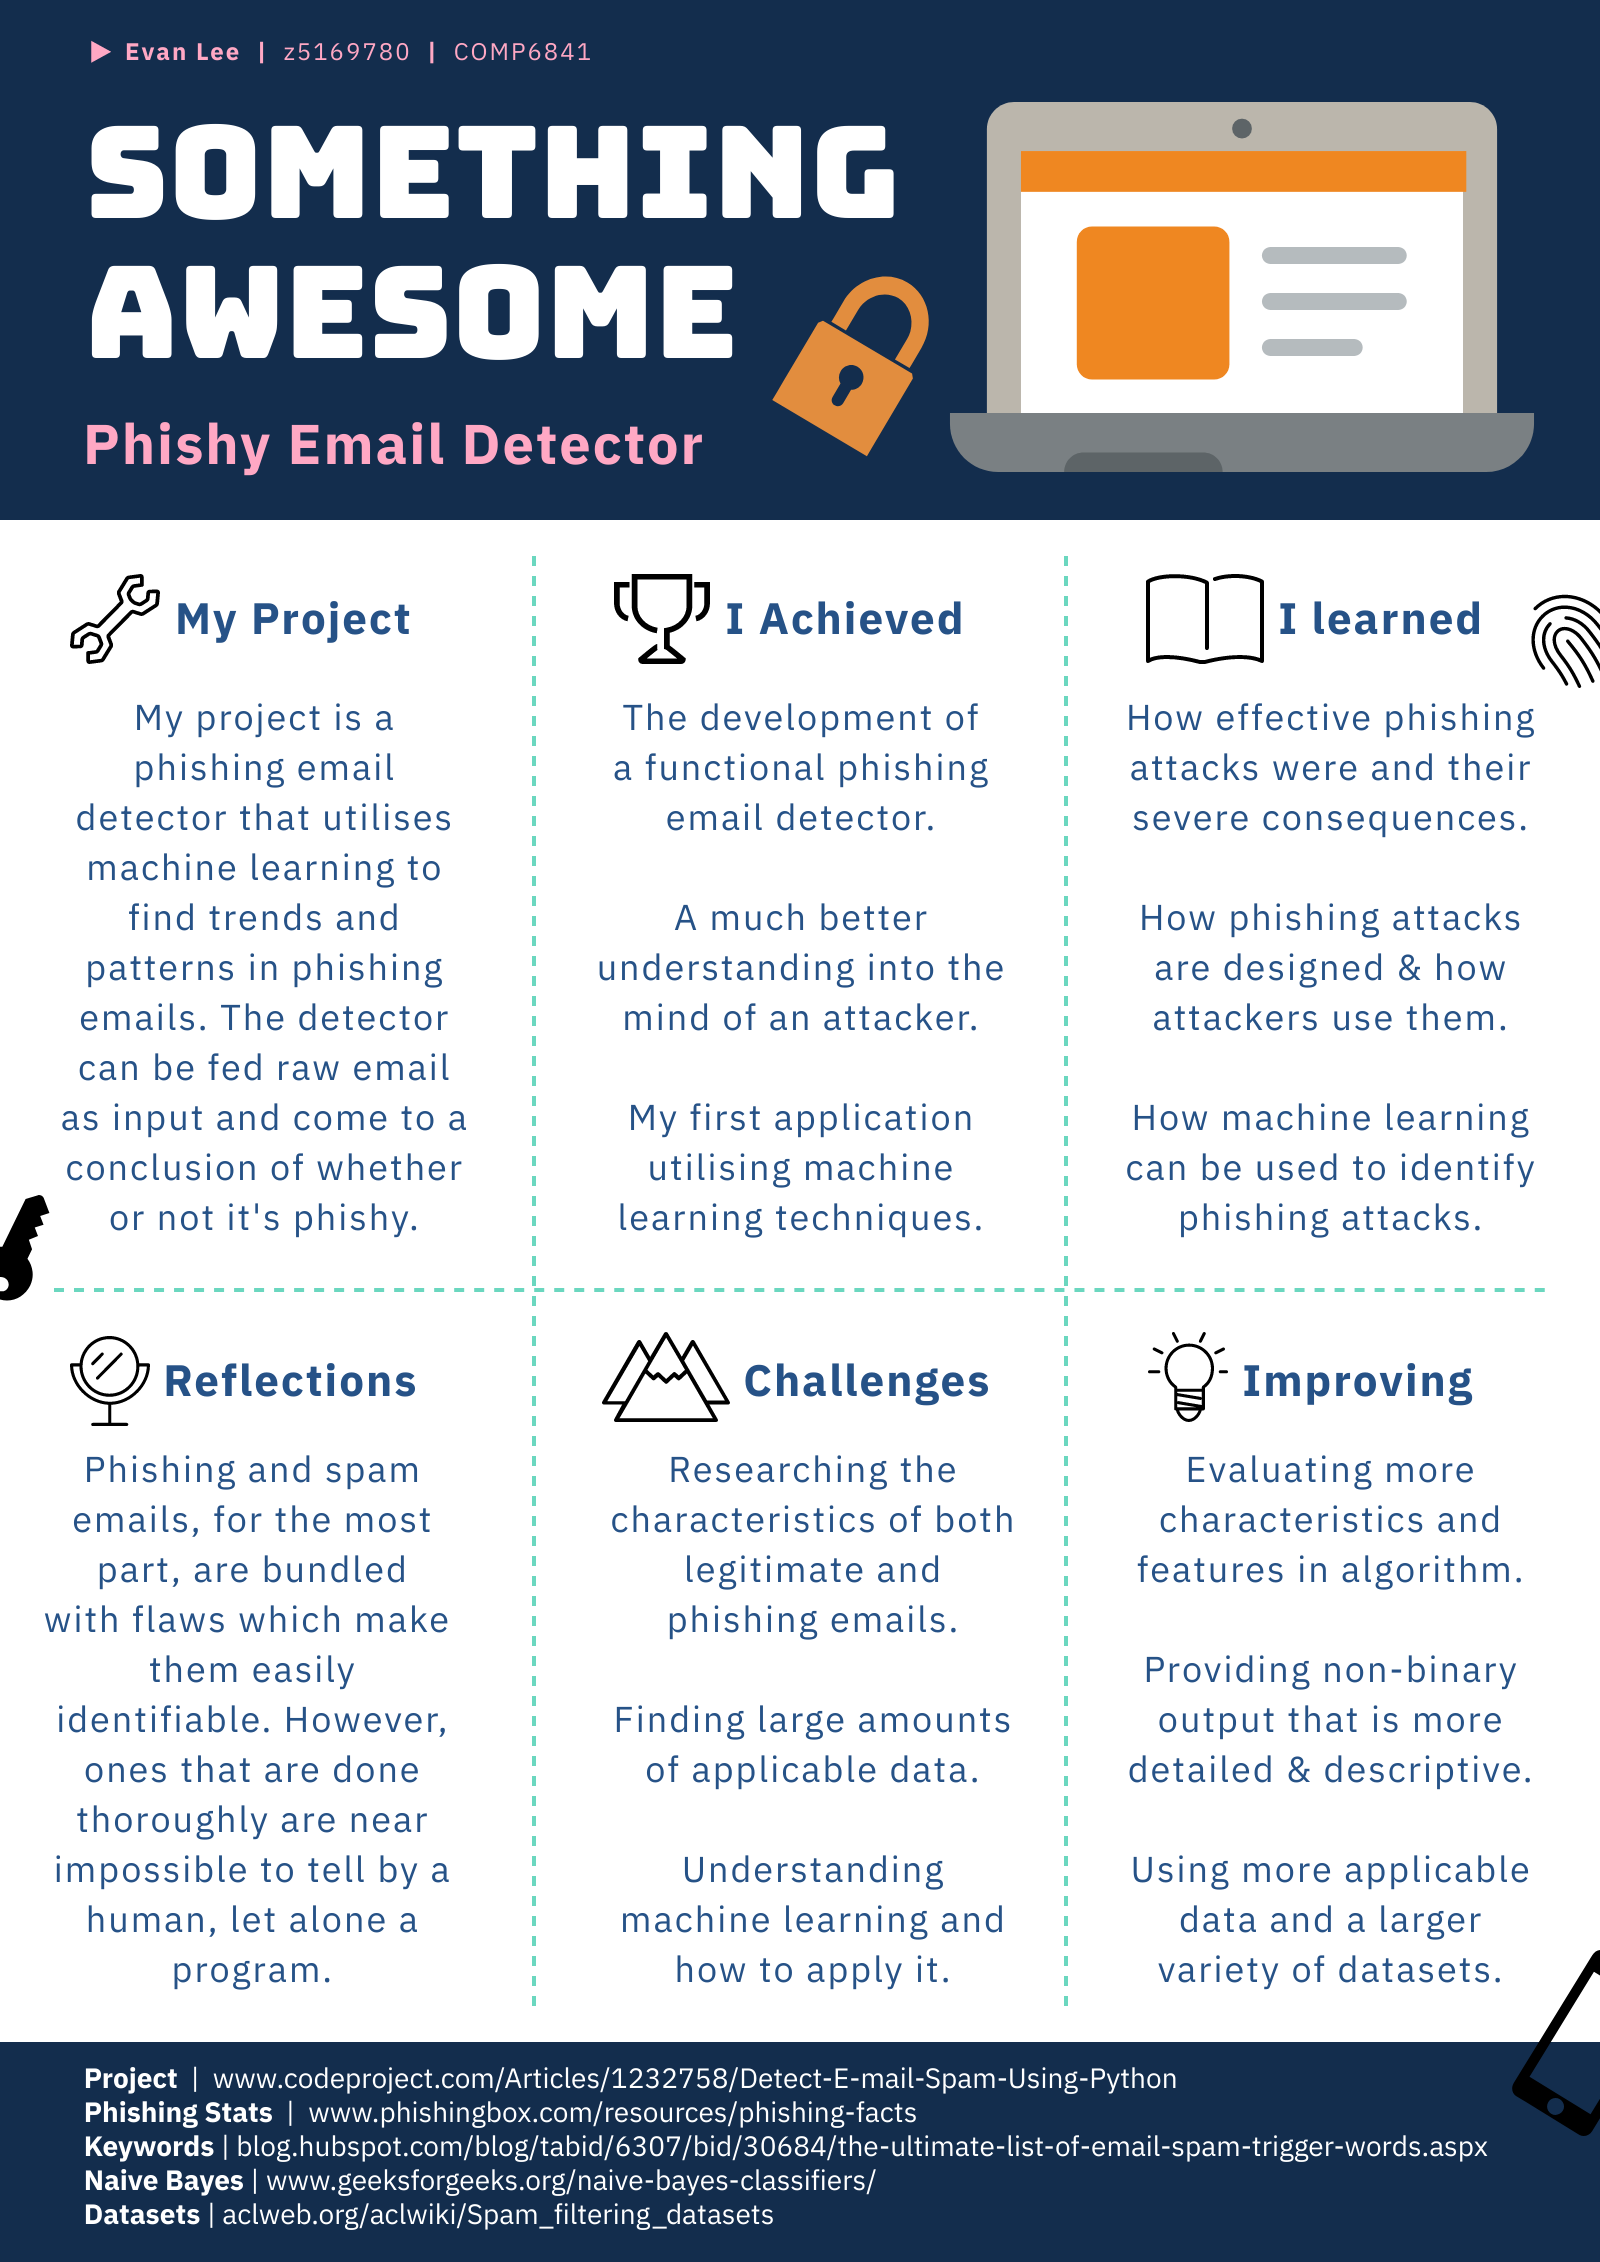 Evan Lee | z5169780 | COMP6841
SOMETHING
AWESOME
Phishy Email Detector
My Project
My project is a
phishing email
detector that utilises
machine learning to
find trends and
patterns in phishing
emails. The detector
can be fed raw email
as input and come to a
conclusion of whether
or not it's phishy.
I Achieved
The development of
a functional phishing
email detector.
A much better
understanding into the
mind of an attacker.
My first application
utilising machine
learning techniques.
I learned
How effective phishing
attacks were and their
severe consequences.
How phishing attacks
are designed & how
attackers use them.
How machine learning
can be used to identify
phishing attacks.
Reflections
Phishing and spam
emails, for the most
part, are bundled
with flaws which make
them easily
identifiable. However,
ones that are done
thoroughly are near
impossible to tell by a
human, let alone a
program.
Challenges
Researching the
characteristics of both
legitimate and
phishing emails.
Finding large amounts
of applicable data.
Understanding
machine learning and
how to apply it.
Improving
Evaluating more
characteristics and
features in algorithm.
Providing non-binary
output that is more
detailed & descriptive.
Using more applicable
data and a larger
variety of datasets.
Project | www.codeproject.com/Articles/1232758/Detect-E-mail-Spam-Using-Python
Phishing Stats | www.phishingbox.com/resources/phishing-facts
Keywords | blog.hubspot.com/blog/tabid/6307/bid/30684/the-ultimate-list-of-email-spam-trigger-words.aspx
Naive Bayes | www.geeksforgeeks.org/naive-bayes-classifiers/
Datasets | aclweb.org/aclwiki/Spam_filtering_datasets